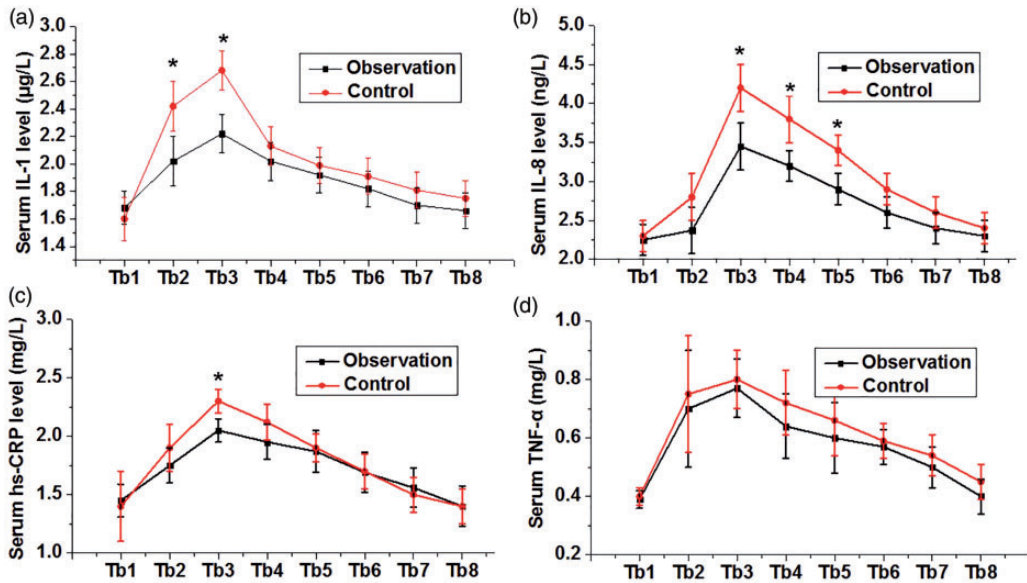 (a)
Serum IL-1 level (µg/L)
3.0
2.8
2.6
2.4
2.2
2.0
1.8
1.6
1.4
*
*
Observation
Control
Tb1 Tb2 Tb3 Tb4 Tb5 Tb6 Tb7 Tb8
(b)
Serum IL-8 level (ng/L)
5.0
4.5
4.0
3.5
3.0
2.5
2.0
*
*
*
Observation
Control
Tb1 Tb2 Tb3 Tb4 Tb5 Tb6 Tb7 Tb8
(c)
Serum hs-CRP level (mg/L)
3.0
2.5
2.0
1.5
1.0
*
Observation
Control
Tb1 Tb2 Tb3 Tb4 Tb5 Tb6 Tb7 Tb8
(d)
Serum TNF-α (mg/L)
1.0
0.8
0.6
0.4
0.2
Observation
Control
Tb1 Tb2 Tb3 Tb4 Tb5 Tb6 Tb7 Tb8